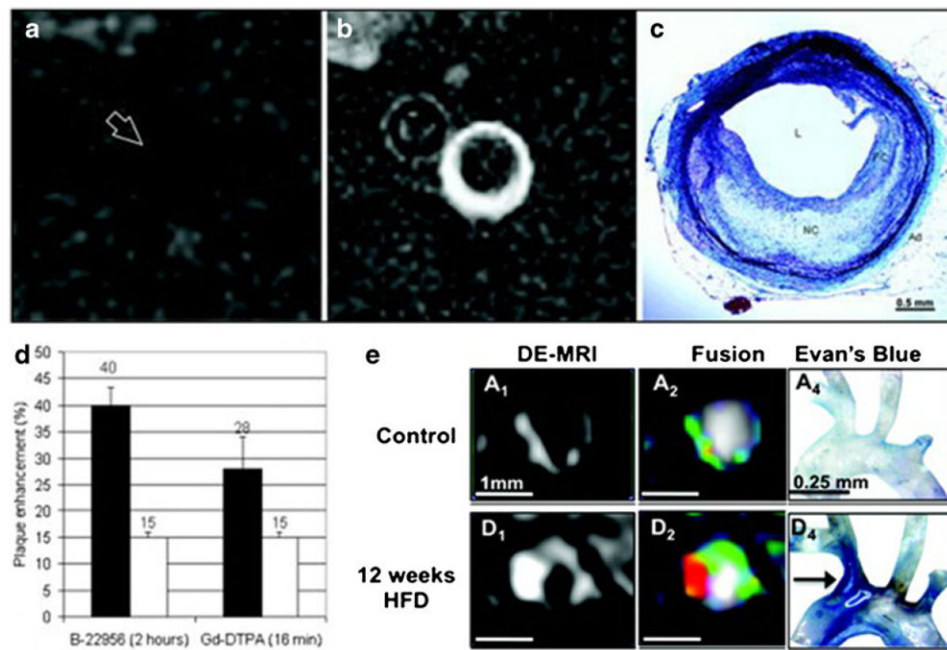 a
b
c
L
FC
NC
Ad
0.5 mm
d
Plaque enhancement (%)
50
45
40
35
30
25
20
15
10
5
0
40
15
28
15
B-22956 (2 hours)
Gd-DTPA (16 min)
e
DE-MRI
Fusion
Evan's Blue
Control
A1
1mm
A2
A4
0.25 mm
12 weeks
HFD
D1
D2
D4